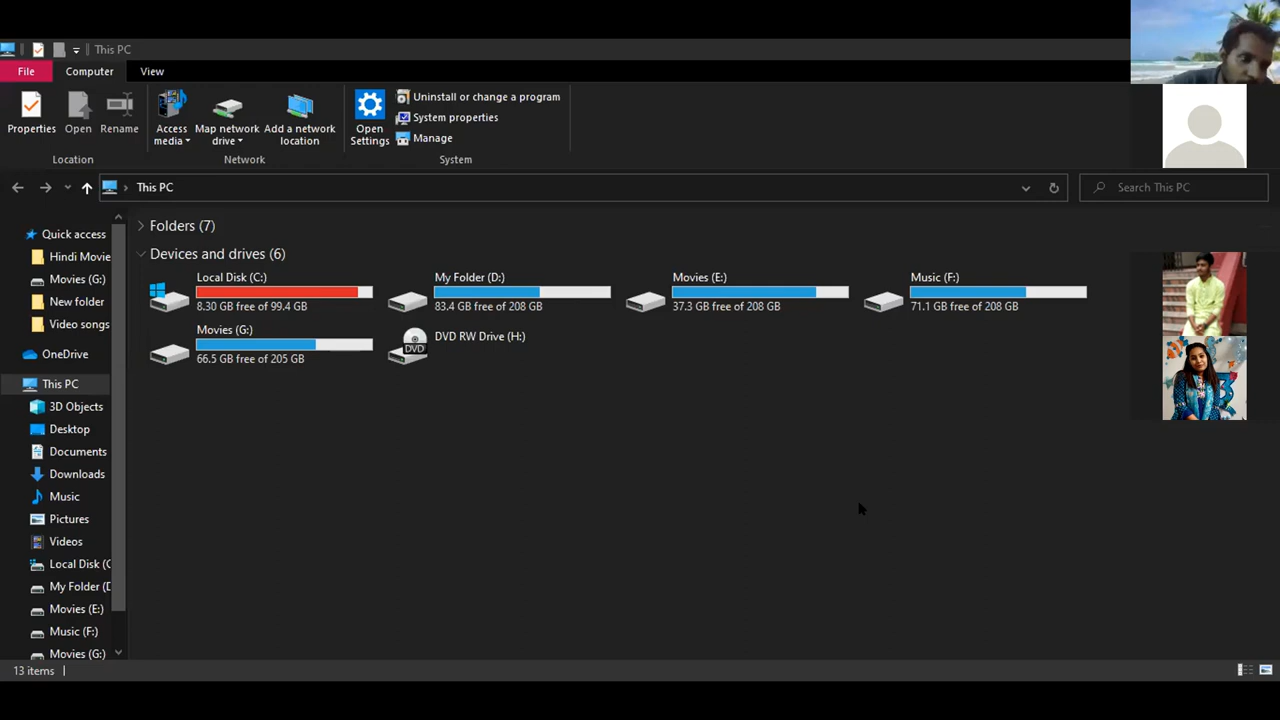 This PC
File Computer View
Properties Open Rename Access media Map network drive Add a network location Open Settings Uninstall or change a program
System properties
Manage
Location Network System
This PC Search This PC
Quick access
Hindi Movie
Movies (G:)
New folder
Video songs
OneDrive
This PC
3D Objects
Desktop
Documents
Downloads
Music
Pictures
Videos
Local Disk (C
My Folder (D
Movies (E:)
Music (F:)
Movies (G:)
Folders (7)
Devices and drives (6)
Local Disk (C:)
8.30 GB free of 99.4 GB
My Folder (D:)
83.4 GB free of 208 GB
Movies (E:)
37.3 GB free of 208 GB
Music (F:)
71.1 GB free of 208 GB
Movies (G:)
66.5 GB free of 205 GB
DVD RW Drive (H:)
DVD
13 items